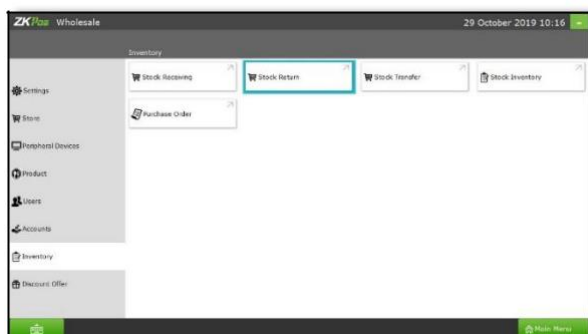 ZKPos Wholesale
29 October 2019 10:16
Inventory
Stock Receiving
Stock Return
Stock Transfer
Stock Inventory
Purchase Order
Settings
Store
Peripheral Devices
Product
Users
Accounts
Inventory
Discount Offer
Main Menu